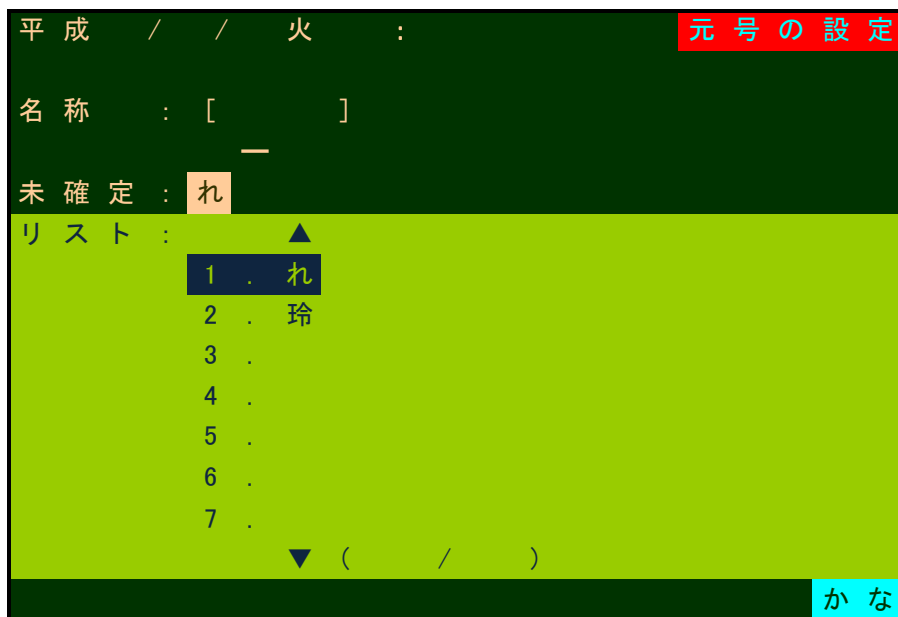 平成 / / 火 : 元号の設定
名称 : [ ]
未確定 : れ
リスト : ▲
1 . れ
2 . 玲
3 .
4 .
5 .
6 .
7 .
▼ ( / )
かな